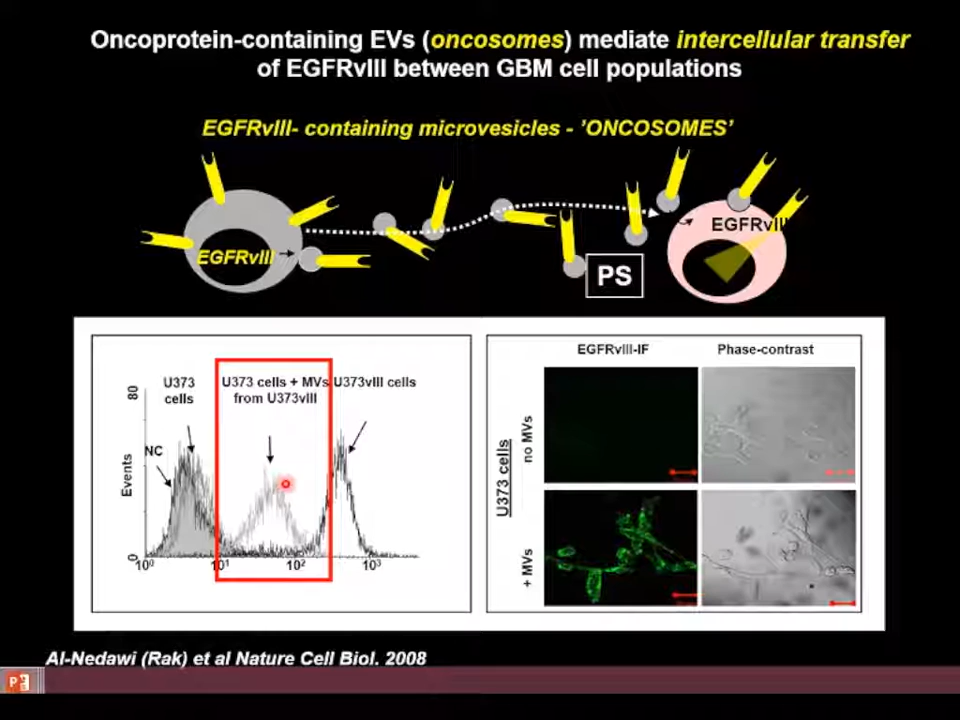 Oncoprotein-containing EVs (oncosomes) mediate intercellular transfer
of EGFRvIII between GBM cell populations
EGFRvIII- containing microvesicles - 'ONCOSOMES'
EGFRvIII
EGFRvIII
PS
U373
cells
U373 cells + MVs
from U373vIII
U373vIII cells
NC
80
Events
0
10⁰
10¹
10²
10³
EGFRvIII-IF
Phase-contrast
U373 cells
no MVs
+ MVs
Al-Nedawi (Rak) et al Nature Cell Biol. 2008